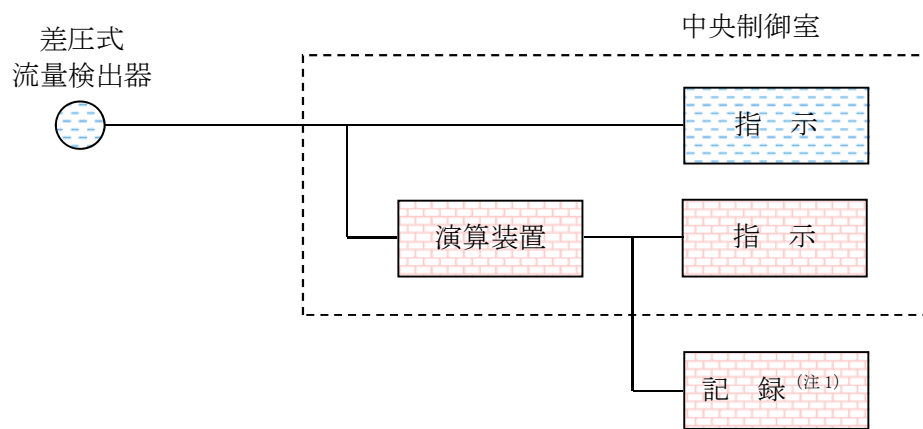 中央制御室
差圧式
流量検出器
指 示
演算装置
指 示
記 録 (注1)